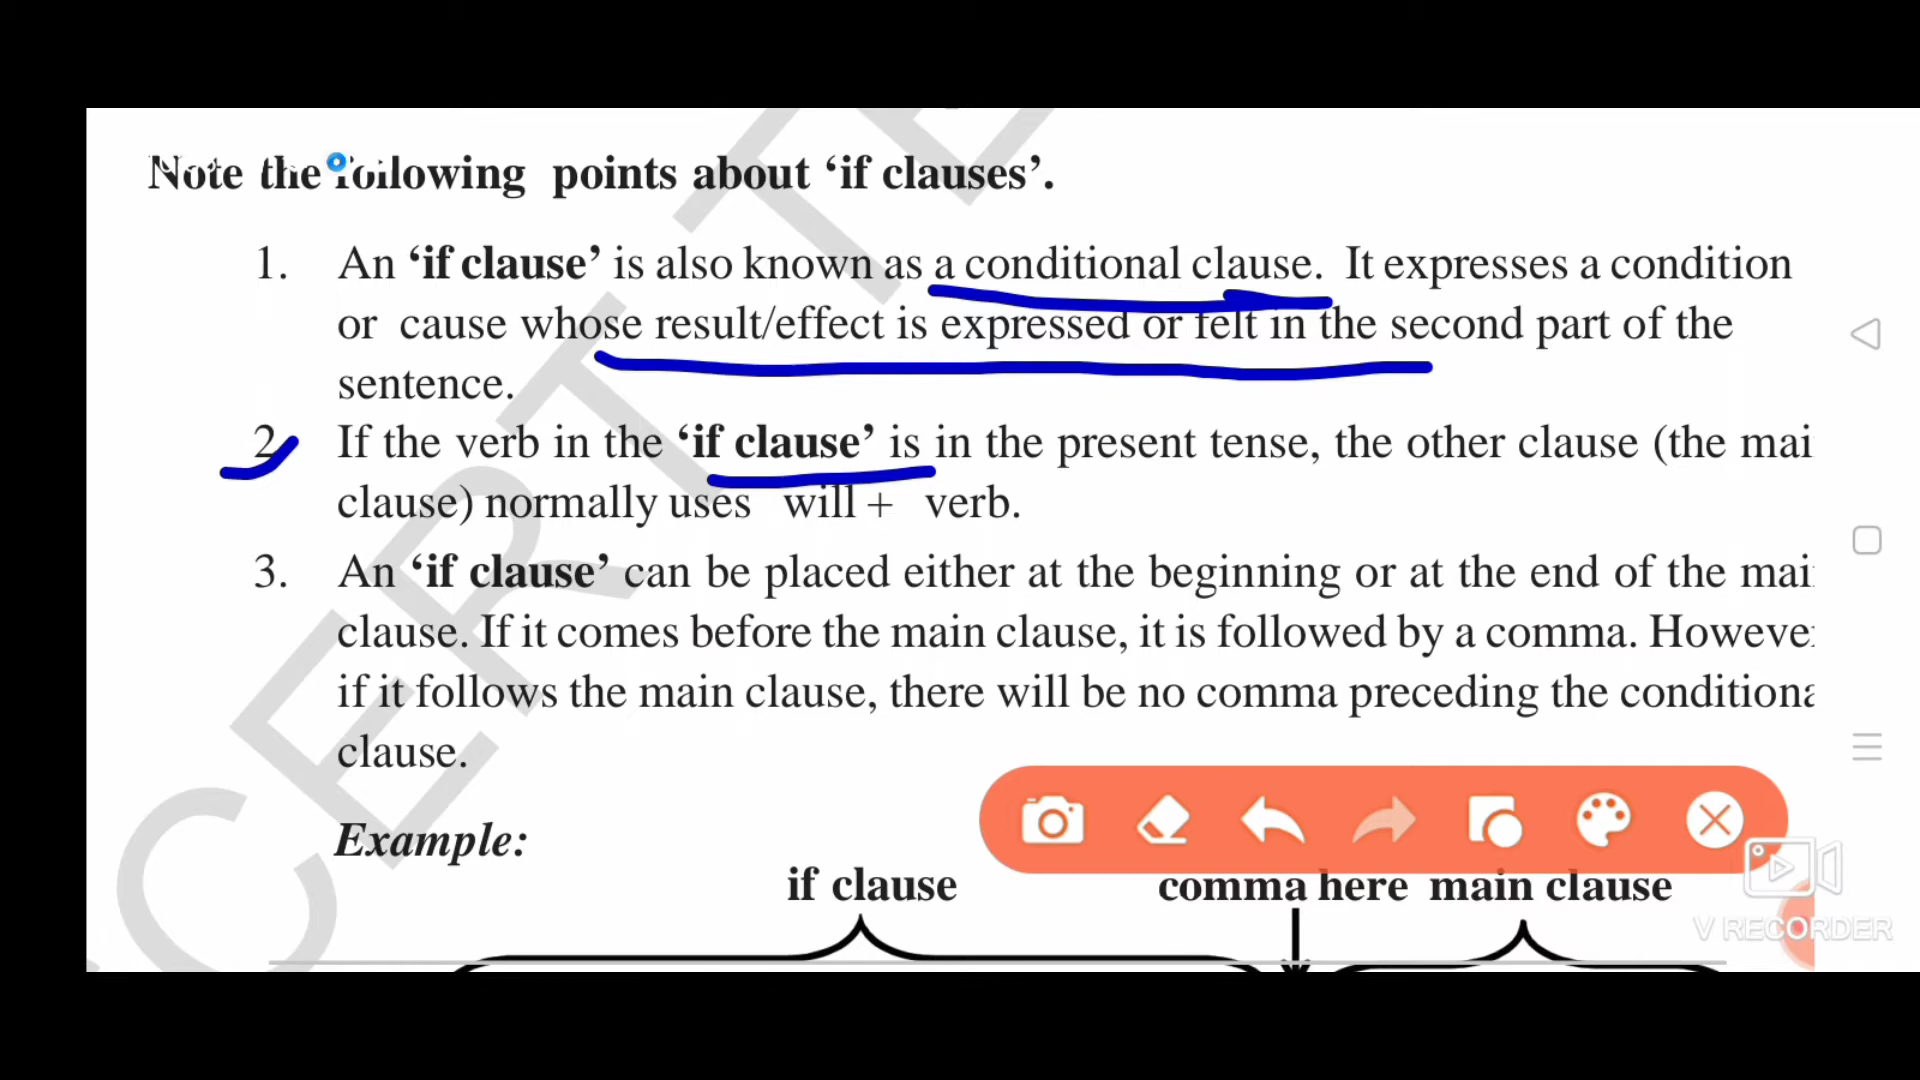 Note the following points about ‘if clauses’.
1. An ‘if clause’ is also known as a conditional clause. It expresses a condition
or cause whose result/effect is expressed or felt in the second part of the
sentence.
2 If the verb in the ‘if clause’ is in the present tense, the other clause (the mai
clause) normally uses will + verb.
3. An ‘if clause’ can be placed either at the beginning or at the end of the mai
clause. If it comes before the main clause, it is followed by a comma. Howeve
if it follows the main clause, there will be no comma preceding the conditiona
clause.
Example:
if clause comma here main clause
V RECORDER
CERT TE